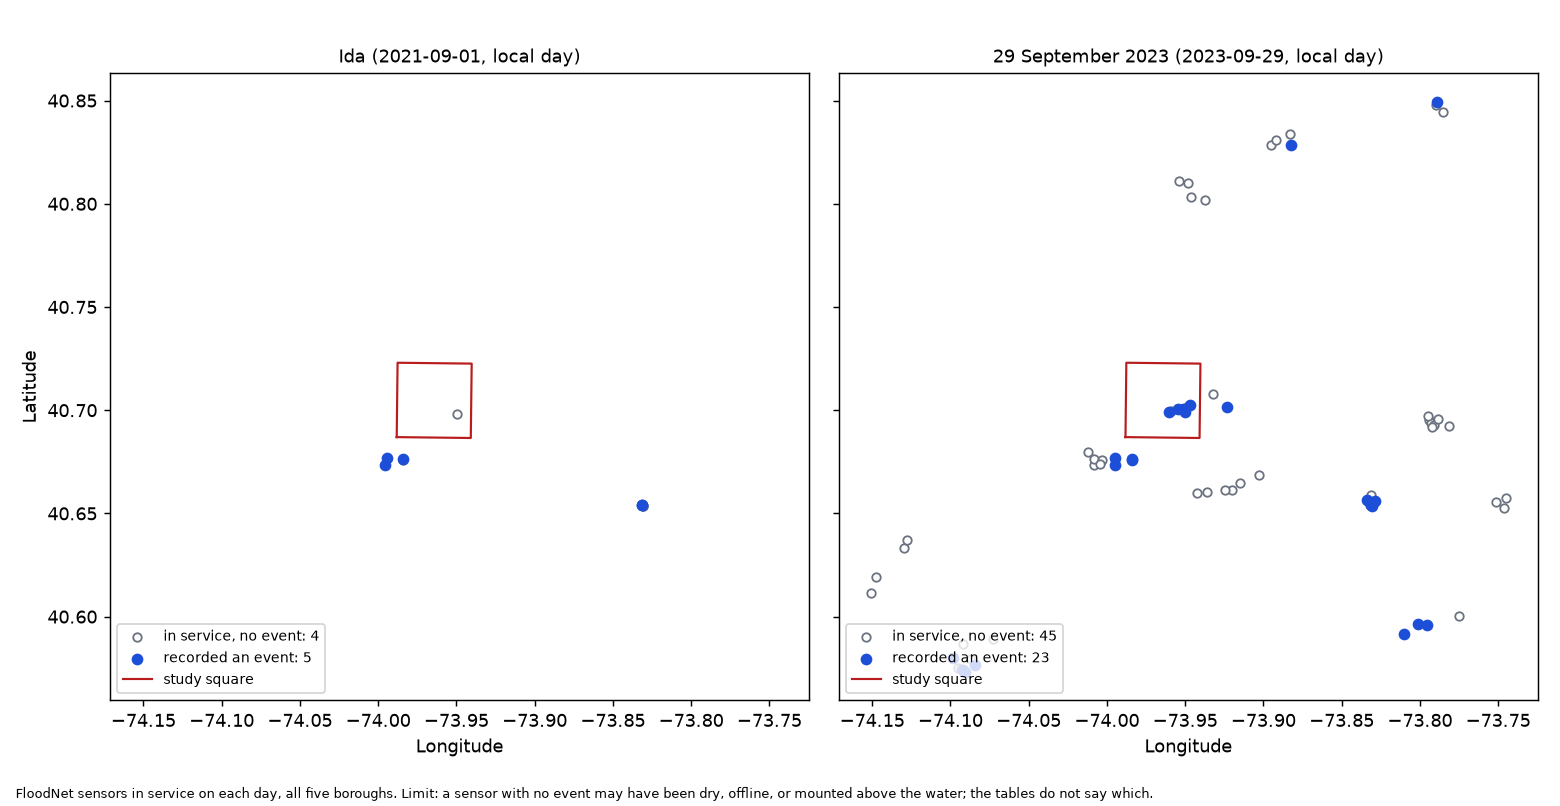 Ida (2021-09-01, local day)
29 September 2023 (2023-09-29, local day)
40.85
40.80
40.75
40.70
40.65
40.60
Latitude
in service, no event: 4
recorded an event: 5
study square
in service, no event: 45
recorded an event: 23
study square
−74.15 −74.10 −74.05 −74.00 −73.95 −73.90 −73.85 −73.80 −73.75
−74.15 −74.10 −74.05 −74.00 −73.95 −73.90 −73.85 −73.80 −73.75
Longitude
Longitude
FloodNet sensors in service on each day, all five boroughs. Limit: a sensor with no event may have been dry, offline, or mounted above the water; the tables do not say which.